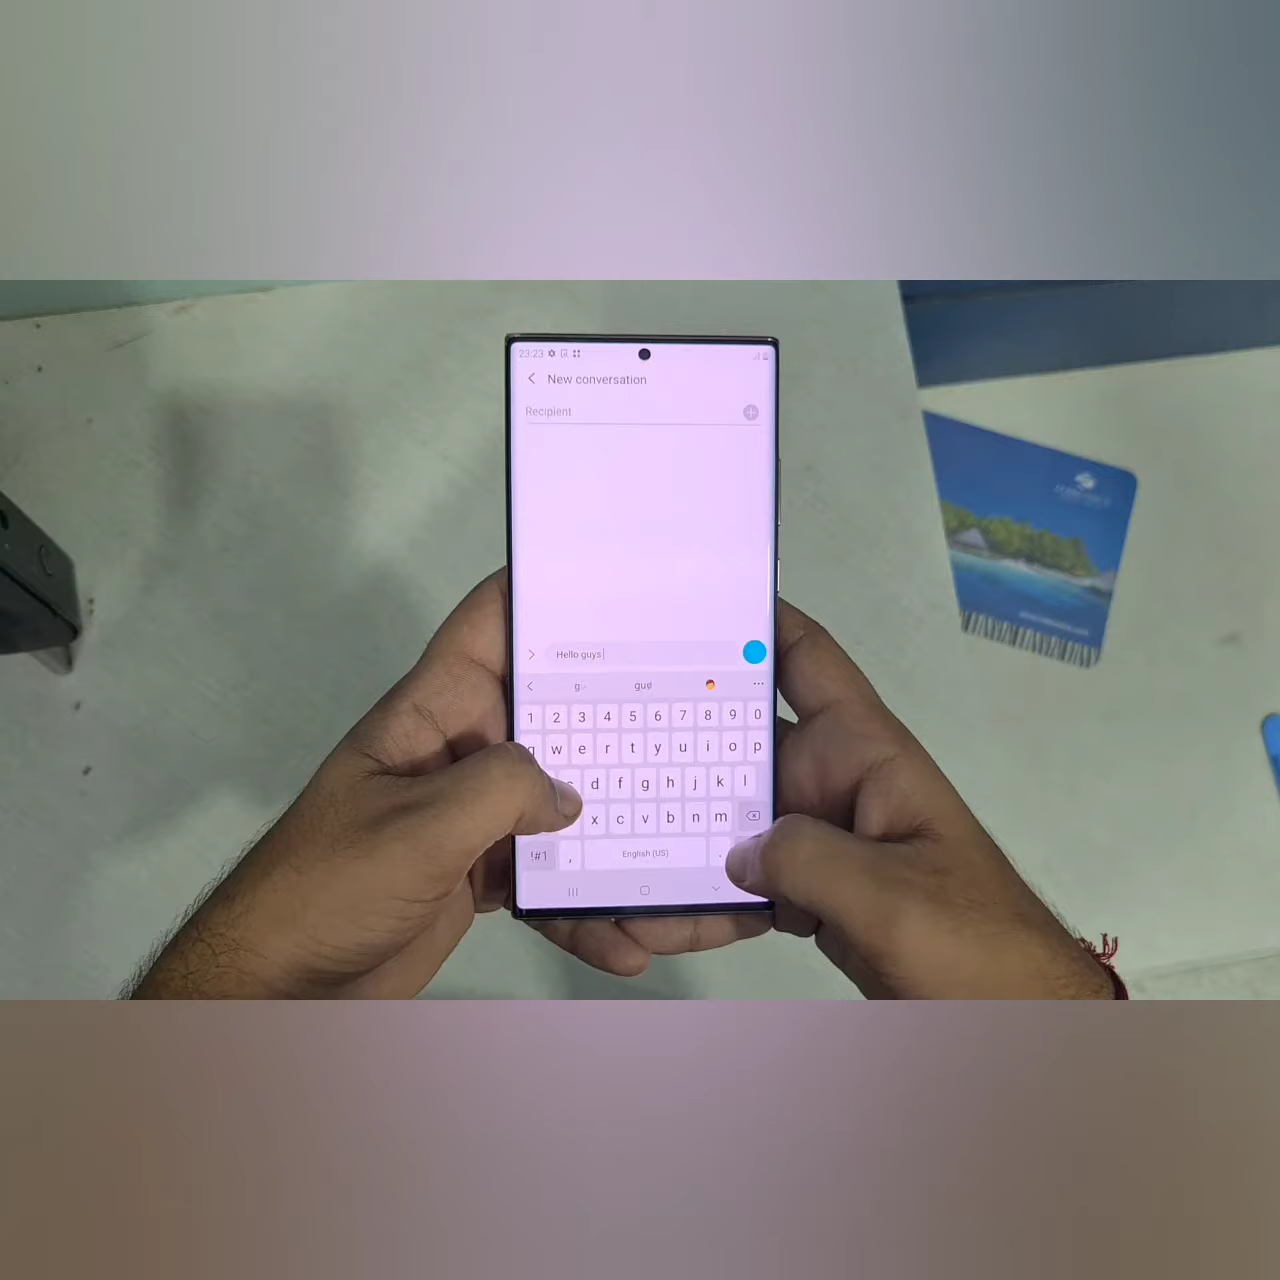 23:23
New conversation
Recipient
Hello guys
1 2 3 4 5 6 7 8 9 0
q w e r t y u i o p
d f g h j k l
x c v b n m
!#1 , English (US) .